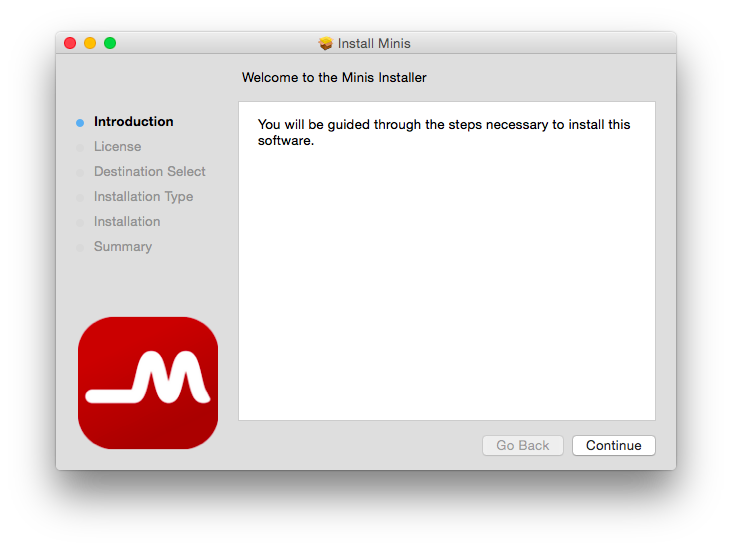 Install Minis
Welcome to the Minis Installer
Introduction
License
Destination Select
Installation Type
Installation
Summary
You will be guided through the steps necessary to install this
software.
Go Back
Continue